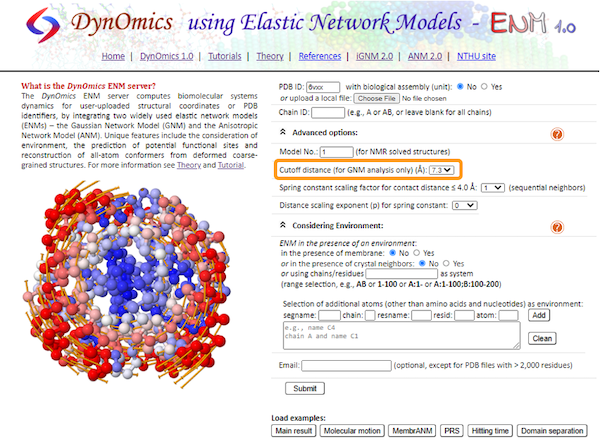 DynOmics using Elastic Network Models - ENM 1.0
Home | DynOmics 1.0 | Tutorials | Theory | References | iGNM 2.0 | ANM 2.0 | NTHU site
What is the DynOmics ENM server?
The DynOmics ENM server computes biomolecular systems
dynamics for user-uploaded structural coordinates or PDB
identifiers, by integrating two widely used elastic network models
(ENMs) – the Gaussian Network Model (GNM) and the Anisotropic
Network Model (ANM). Unique features include the consideration of
environment, the prediction of potential functional sites and
reconstruction of all-atom conformers from deformed coarse-
grained structures. For more information see Theory and Tutorial.
PDB ID: 6vxx with biological assembly (unit): No Yes
or upload a local file: Choose File No file chosen
Chain ID: (e.g., A or AB, or leave blank for all chains)
Advanced options:
Model No.: 1 (for NMR solved structures)
Cutoff distance (for GNM analysis only) (Å): 7.3
Spring constant scaling factor for contact distance ≤ 4.0 Å: 1 (sequential neighbors)
Distance scaling exponent (p) for spring constant: 0
Considering Environment:
ENM in the presence of an environment:
in the presence of membrane: No Yes
or in the presence of crystal neighbors: No Yes
or using chains/residues as system
(range selection, e.g., AB or 1-100 or A:1- or A:1-100;B:100-200)
Selection of additional atoms (other than amino acids and nucleotides) as environment:
segname: chain: resname: resid: atom: Add
e.g., name C4
chain A and name C1
Clean
Email: (optional, except for PDB files with > 2,000 residues)
Submit
Load examples:
Main result Molecular motion MembrANM PRS Hitting time Domain separation